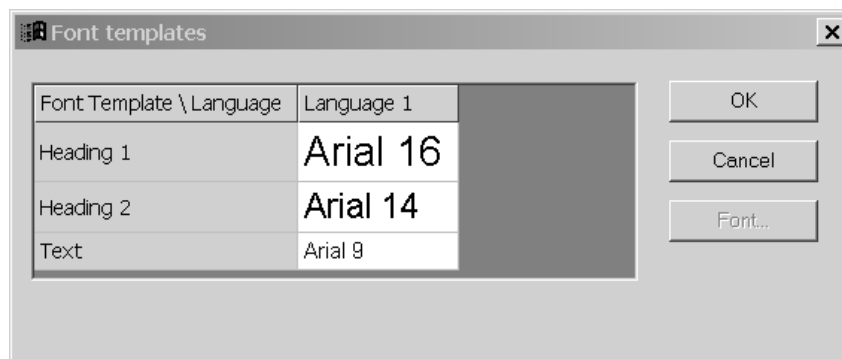 Font templates
Font Template \ Language Language 1
OK
Heading 1 Arial 16
Cancel
Heading 2 Arial 14
Font...
Text Arial 9